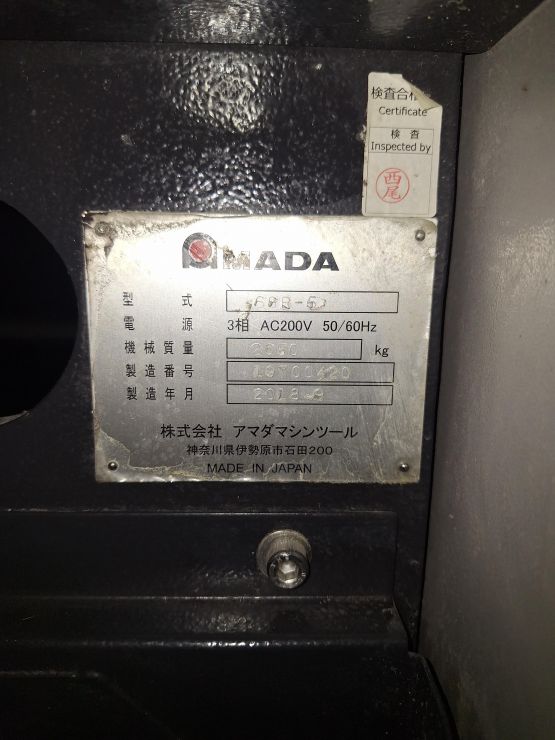 検査合格
Certificate
検査
Inspected by
西尾
AMADA
型式
電源 3相 AC200V 50/60Hz
機械質量 kg
製造番号
製造年月 2018-
株式会社 アマダマシンツール
神奈川県伊勢原市石田200
MADE IN JAPAN